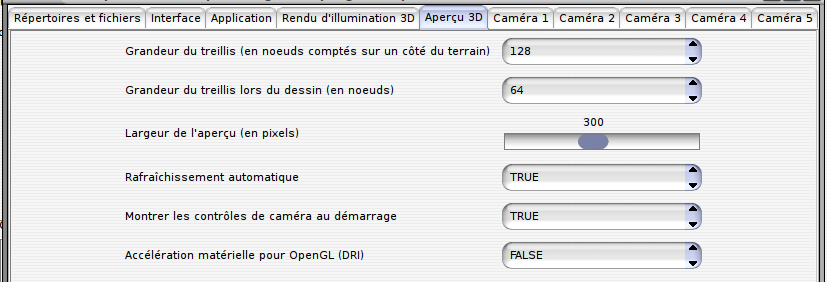 Répertoires et fichiers Interface Application Rendu d'illumination 3D Aperçu 3D Caméra 1 Caméra 2 Caméra 3 Caméra 4 Caméra 5
Grandeur du treillis (en noeuds comptés sur un côté du terrain) 128
Grandeur du treillis lors du dessin (en noeuds) 64
300
Largeur de l'aperçu (en pixels)
Rafraîchissement automatique TRUE
Montrer les contrôles de caméra au démarrage TRUE
Accélération matérielle pour OpenGL (DRI) FALSE